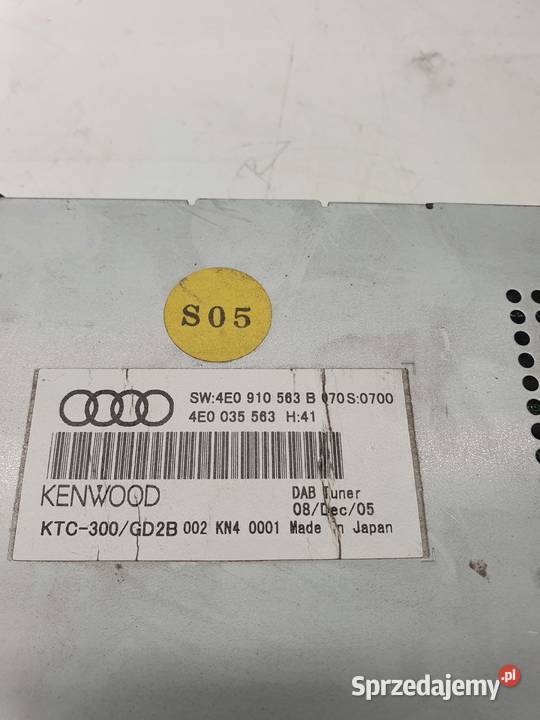 S05
SW:4E0 910 563 B 070 S:0700
4E0 035 563 H:41
KENWOOD
DAB Tuner
08/Dec/05
KTC-300/GD2B 002 KN4 0001 Made in Japan
Sprzedajemy.pl